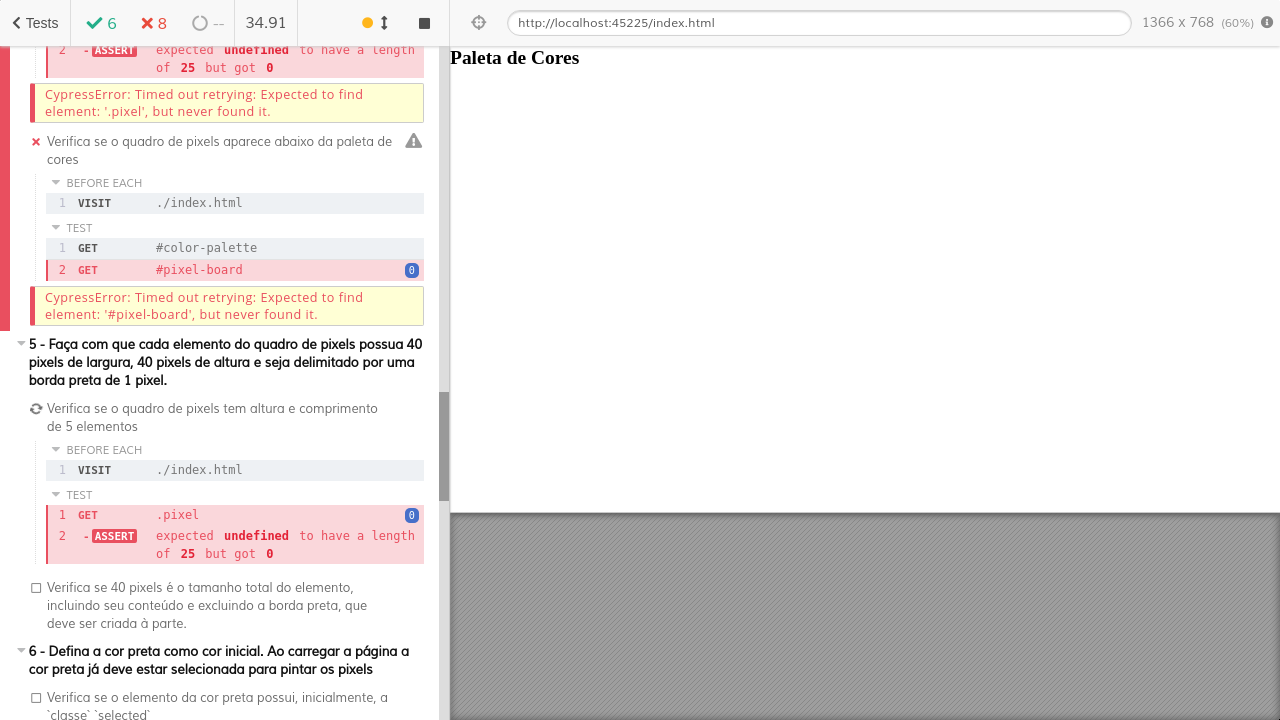 Tests 6 8 -- 34.91 http://localhost:45225/index.html 1366 x 768 (60%)
2 - ASSERT expected undefined to have a length
of 25 but got 0
CypressError: Timed out retrying: Expected to find
element: '.pixel', but never found it.
Verifica se o quadro de pixels aparece abaixo da paleta de
cores
BEFORE EACH
1 VISIT ./index.html
TEST
1 GET #color-palette
2 GET #pixel-board 0
CypressError: Timed out retrying: Expected to find
element: '#pixel-board', but never found it.
5 - Faça com que cada elemento do quadro de pixels possua 40
pixels de largura, 40 pixels de altura e seja delimitado por uma
borda preta de 1 pixel.
Verifica se o quadro de pixels tem altura e comprimento
de 5 elementos
BEFORE EACH
1 VISIT ./index.html
TEST
1 GET .pixel 0
2 - ASSERT expected undefined to have a length
of 25 but got 0
Verifica se 40 pixels é o tamanho total do elemento,
incluindo seu conteúdo e excluindo a borda preta, que
deve ser criada à parte.
6 - Defina a cor preta como cor inicial. Ao carregar a página a
cor preta já deve estar selecionada para pintar os pixels
Verifica se o elemento da cor preta possui, inicialmente, a
`classe` `selected`
Paleta de Cores